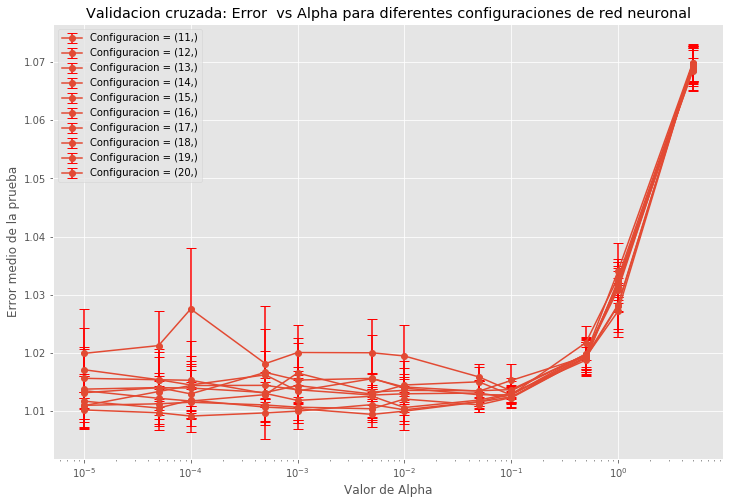 Validacion cruzada: Error  vs Alpha para diferentes configuraciones de red neuronal
Configuracion = (11,)
Configuracion = (12,)
Configuracion = (13,)
Configuracion = (14,)
Configuracion = (15,)
Configuracion = (16,)
Configuracion = (17,)
Configuracion = (18,)
Configuracion = (19,)
Configuracion = (20,)
Error medio de la prueba
1.07
1.06
1.05
1.04
1.03
1.02
1.01
10⁻⁵ 10⁻⁴ 10⁻³ 10⁻² 10⁻¹ 10⁰
Valor de Alpha